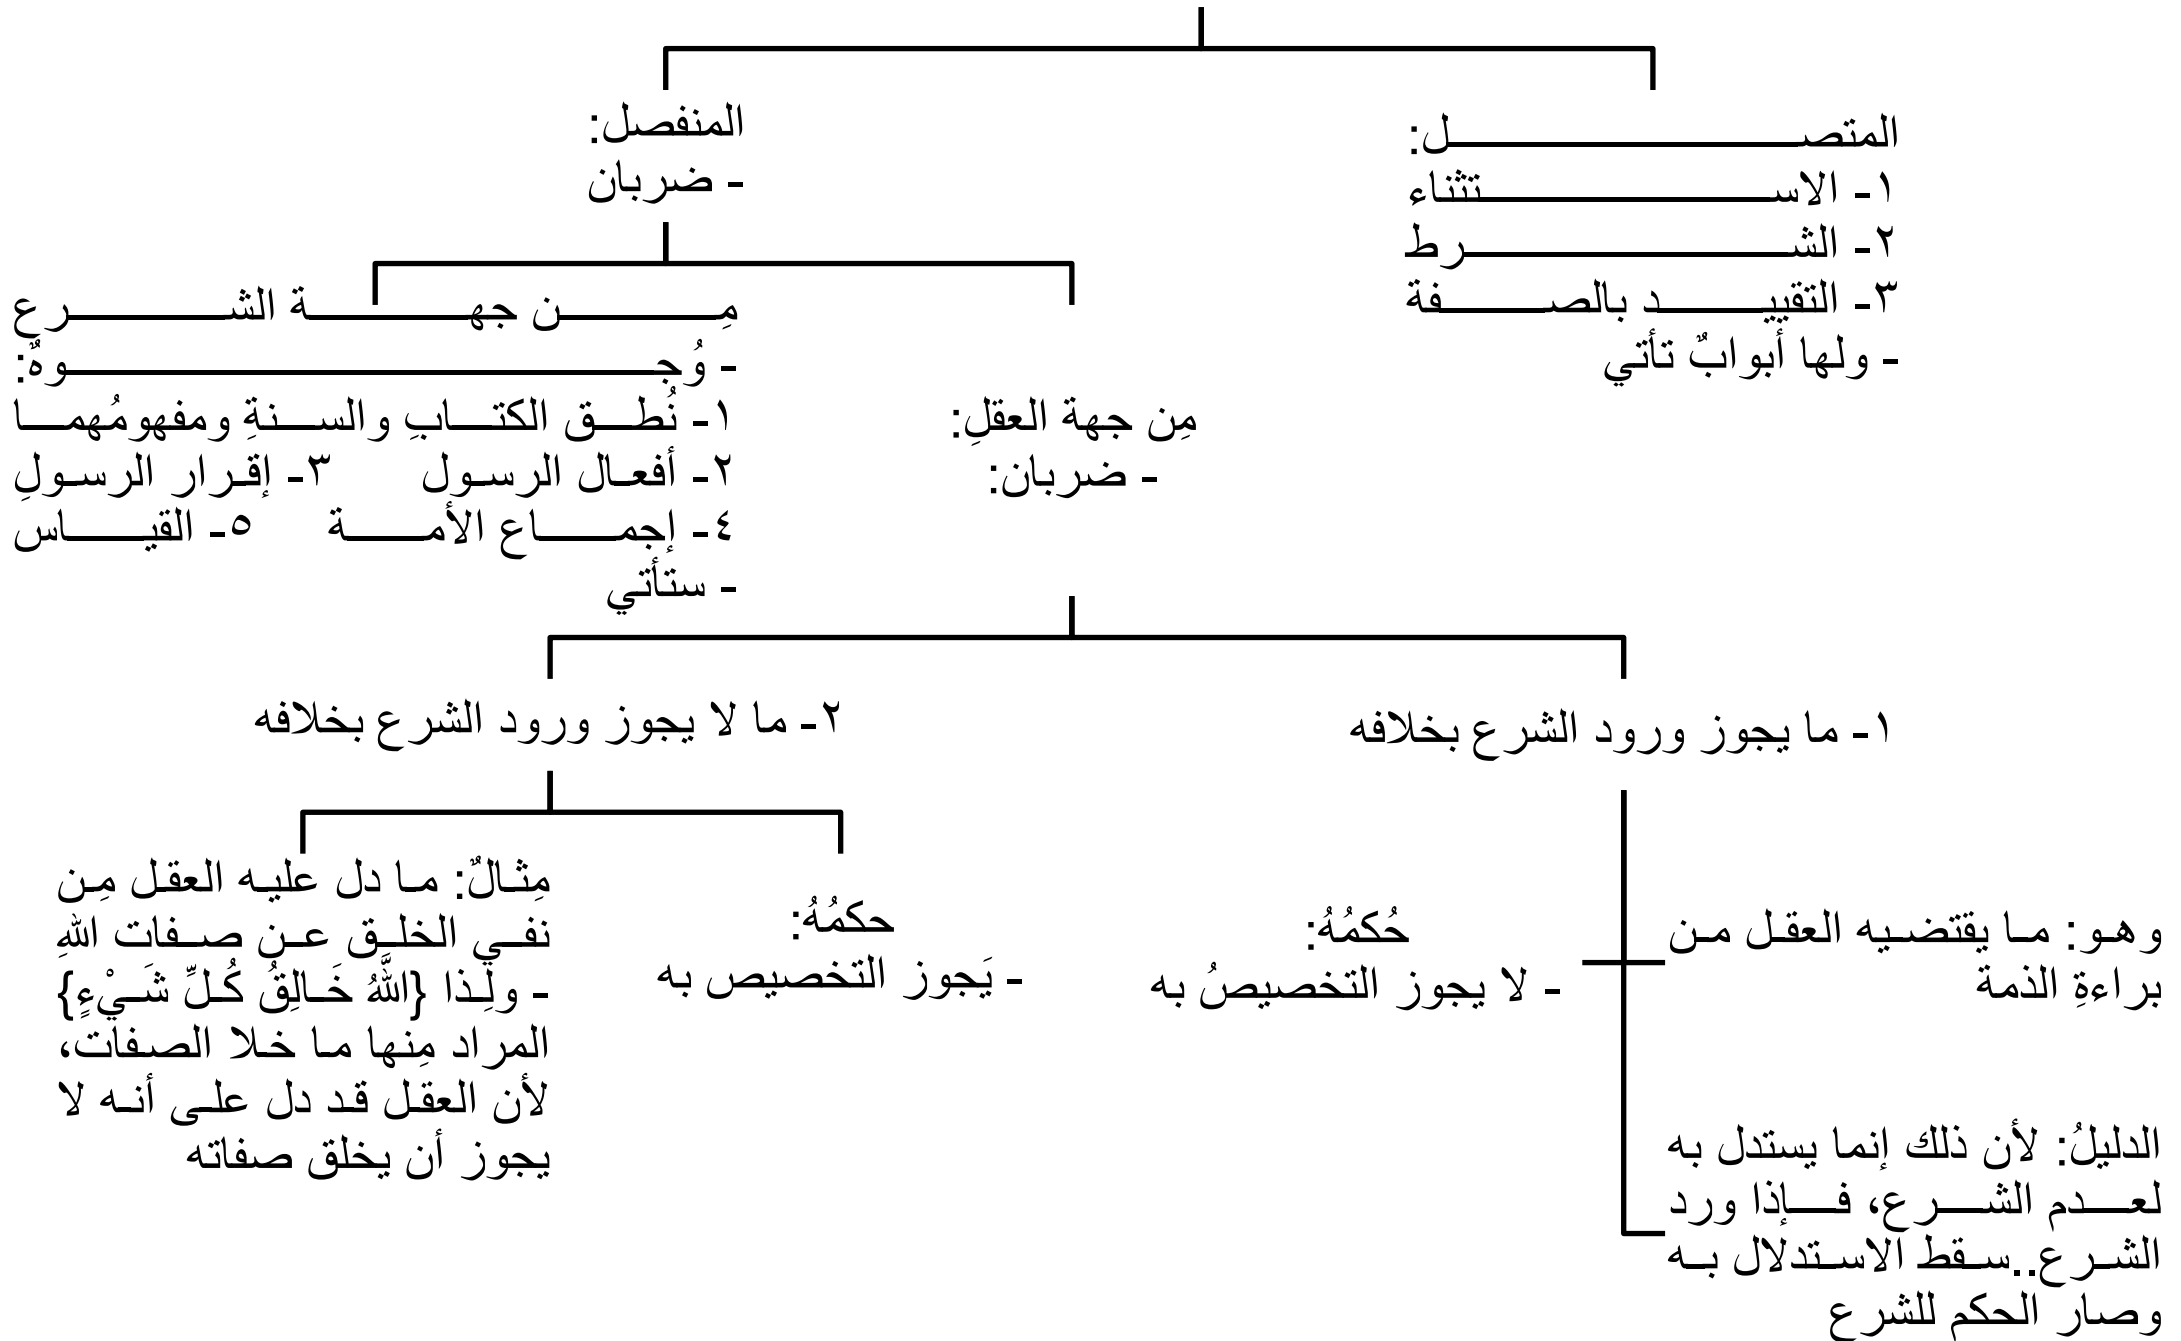 المتصل:
١- الاستثناء
٢- الشرط
٣- التقييد بالصفة
- ولها أبوابٌ تأتي
المنفصل:
- ضربان
مِن جهة العقلِ:
- ضربان:
مِن جهة الشرع
- وُجوهٌ:
١- نُطق الكتابِ والسنةِ ومفهومُهما
٢- أفعال الرسول ٣- إقرار الرسولِ
٤- إجماع الأمة ٥- القياس
- ستأتي
١- ما يجوز ورود الشرع بخلافه
وهو: ما يقتضيه العقل من
براءةِ الذمة
حُكمُهُ:
- لا يجوز التخصيصُ به
الدليلُ: لأن ذلك إنما يستدل به
لعدم الشرع، فإذا ورد
الشرع..سقط الاستدلال به
وصار الحكم للشرع
٢- ما لا يجوز ورود الشرع بخلافه
حكمُهُ:
- يَجوز التخصيص به
مِثالٌ: ما دل عليه العقل مِن
نفي الخلق عن صفات اللهِ
- ولِذا {اللَّهُ خَالِقُ كُلِّ شَيْءٍ}
المراد مِنها ما خلا الصفات،
لأن العقل قد دل على أنه لا
يجوز أن يخلق صفاته